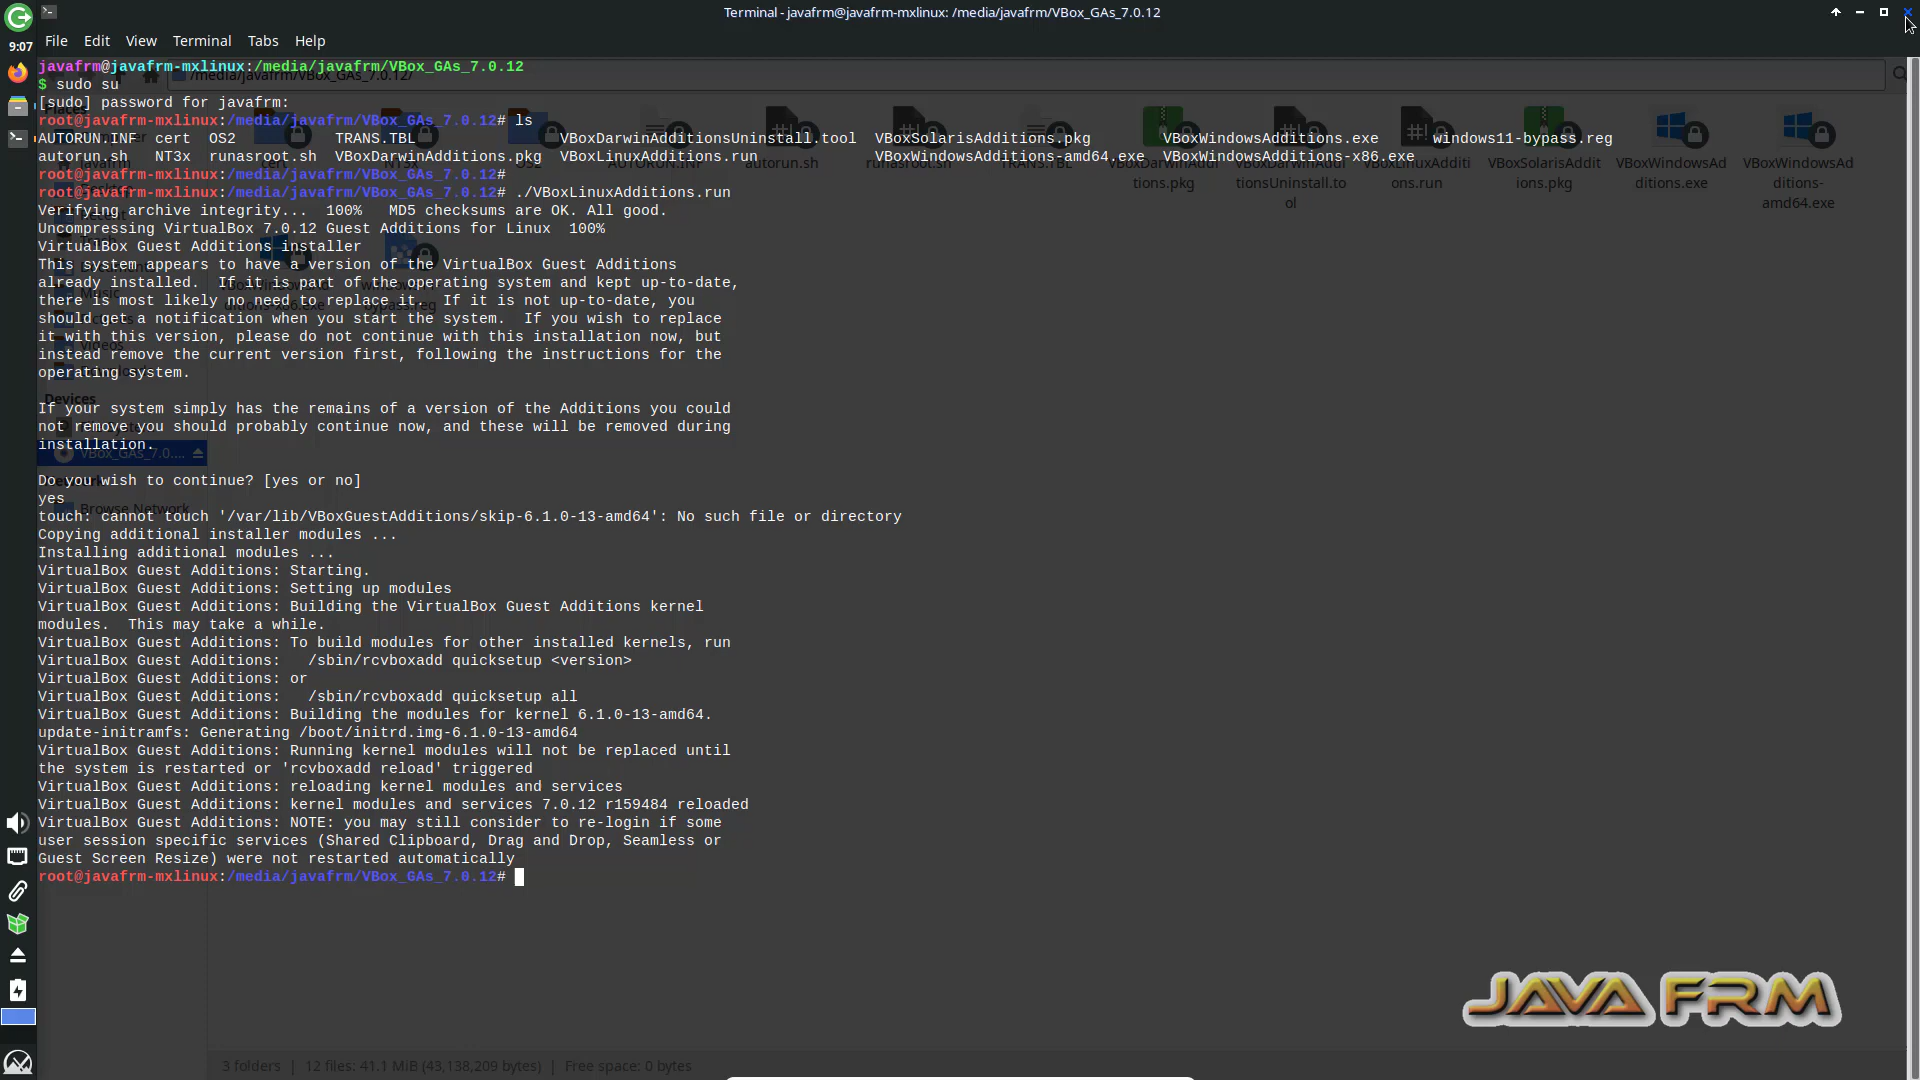 Terminal - javafrm@javafrm-mxlinux: /media/javafrm/VBox_GAs_7.0.12
9:07
File Edit View Terminal Tabs Help
javafrm@javafrm-mxlinux:/media/javafrm/VBox_GAs_7.0.12
$ sudo su
[sudo] password for javafrm:
root@javafrm-mxlinux:/media/javafrm/VBox_GAs_7.0.12# ls
AUTORUN.INF cert OS2 TRANS.TBL VBoxDarwinAdditionsUninstall.tool VBoxSolarisAdditions.pkg VBoxWindowsAdditions.exe windows11-bypass.reg
autorun.sh NT3x runasroot.sh VBoxDarwinAdditions.pkg VBoxLinuxAdditions.run VBoxWindowsAdditions-amd64.exe VBoxWindowsAdditions-x86.exe
root@javafrm-mxlinux:/media/javafrm/VBox_GAs_7.0.12#
root@javafrm-mxlinux:/media/javafrm/VBox_GAs_7.0.12# ./VBoxLinuxAdditions.run
Verifying archive integrity... 100% MD5 checksums are OK. All good.
Uncompressing VirtualBox 7.0.12 Guest Additions for Linux 100%
VirtualBox Guest Additions installer
This system appears to have a version of the VirtualBox Guest Additions
already installed. If it is part of the operating system and kept up-to-date,
there is most likely no need to replace it. If it is not up-to-date, you
should get a notification when you start the system. If you wish to replace
it with this version, please do not continue with this installation now, but
instead remove the current version first, following the instructions for the
operating system.
If your system simply has the remains of a version of the Additions you could
not remove you should probably continue now, and these will be removed during
installation.
Do you wish to continue? [yes or no]
yes
touch: cannot touch '/var/lib/VBoxGuestAdditions/skip-6.1.0-13-amd64': No such file or directory
Copying additional installer modules ...
Installing additional modules ...
VirtualBox Guest Additions: Starting.
VirtualBox Guest Additions: Setting up modules
VirtualBox Guest Additions: Building the VirtualBox Guest Additions kernel
modules. This may take a while.
VirtualBox Guest Additions: To build modules for other installed kernels, run
VirtualBox Guest Additions: /sbin/rcvboxadd quicksetup <version>
VirtualBox Guest Additions: or
VirtualBox Guest Additions: /sbin/rcvboxadd quicksetup all
VirtualBox Guest Additions: Building the modules for kernel 6.1.0-13-amd64.
update-initramfs: Generating /boot/initrd.img-6.1.0-13-amd64
VirtualBox Guest Additions: Running kernel modules will not be replaced until
the system is restarted or 'rcvboxadd reload' triggered
VirtualBox Guest Additions: reloading kernel modules and services
VirtualBox Guest Additions: kernel modules and services 7.0.12 r159484 reloaded
VirtualBox Guest Additions: NOTE: you may still consider to re-login if some
user session specific services (Shared Clipboard, Drag and Drop, Seamless or
Guest Screen Resize) were not restarted automatically
root@javafrm-mxlinux:/media/javafrm/VBox_GAs_7.0.12#
Devices
VBox_GAs_7.0....
Browse Network
JAVA FRM
3 folders | 12 files: 41.1 MiB (43,138,209 bytes) | Free space: 0 bytes